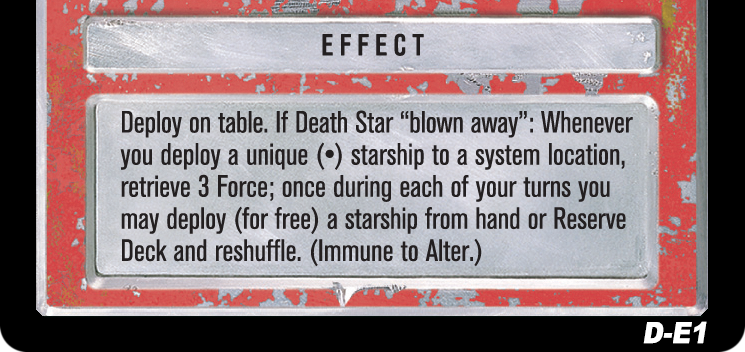 EFFECT
Deploy on table. If Death Star “blown away”: Whenever
you deploy a unique (•) starship to a system location,
retrieve 3 Force; once during each of your turns you
may deploy (for free) a starship from hand or Reserve
Deck and reshuffle. (Immune to Alter.)
D-E1